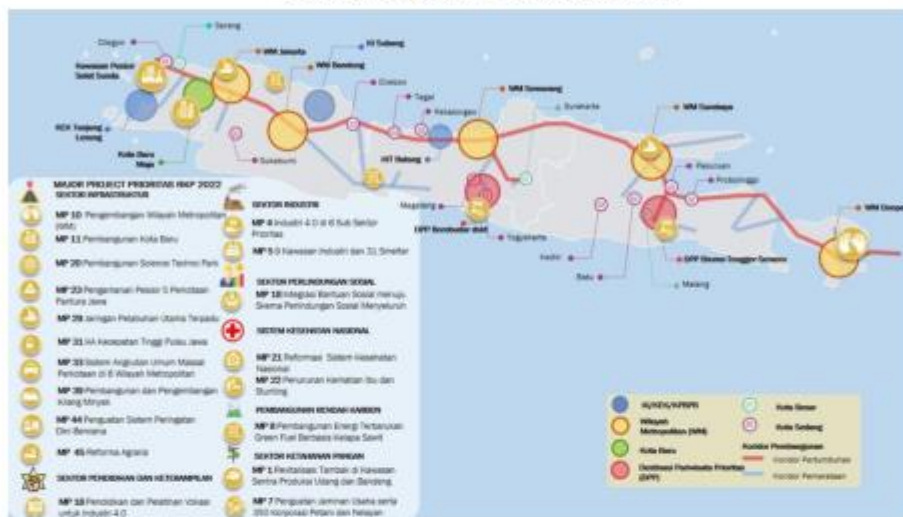 Serang
Cilegon
WM Jakarta
KI Subang
Kawasan Pesisir
Selat Sunda
WM Bandung
Cirebon
WM Semarang
Tegal
Surakarta
WM Surabaya
Pekalongan
KEK Tanjung
Lesung
Kota Baru
Maja
Sukabumi
KIT Batang
Pasuruan
Probolinggo
Magelang
DPP Borobudur dskt
Yogyakarta
Kediri
Batu
DPP Bromo Tengger Semeru
Malang
MAJOR PROJECT PRIORITAS RKP 2022
SEKTOR INFRASTRUKTUR
MP 10 Pengembangan Wilayah Metropolitan
(WM)
MP 11 Pembangunan Kota Baru
MP 20 Pembangunan Science Techno Park
MP 23 Pengamanan Pesisir 5 Perkotaan
Pantura Jawa
MP 28 Jaringan Pelabuhan Utama Terpadu
MP 31 KA Kecepatan Tinggi Pulau Jawa
MP 33 Sistem Angkutan Umum Massal
Perkotaan di 6 Wilayah Metropolitan
MP 39 Pembangunan dan Pengembangan
Kilang Minyak
MP 44 Penguatan Sistem Peringatan
Dini Bencana
MP 45 Reforma Agraria
SEKTOR PENDIDIKAN DAN KETERAMPILAN
MP 18 Pendidikan dan Pelatihan Vokasi
untuk Industri 4.0
SEKTOR INDUSTRI
MP 4 Industri 4.0 di 6 Sub Sektor
Prioritas
MP 5 9 Kawasan Industri dan 31 Smelter
SEKTOR PERLINDUNGAN SOSIAL
MP 18 Integrasi Bantuan Sosial menuju
Skema Perlindungan Sosial Menyeluruh
SISTEM KESEHATAN NASIONAL
MP 21 Reformasi Sistem Kesehatan
Nasional
MP 22 Penurunan Kematian Ibu dan
Stunting
PEMBANGUNAN RENDAH KARBON
MP 8 Pembangunan Energi Terbarukan
Green Fuel Berbasis Kelapa Sawit
SEKTOR KETAHANAN PANGAN
MP 1 Revitalisasi Tambak di Kawasan
Sentra Produksi Udang dan Bandeng
MP 7 Penguatan Jaminan Usaha serta
350 Korporasi Petani dan Nelayan
KI/KEK/KPBPB
Wilayah
Metropolitan (WM)
Kota Baru
Destinasi Pariwisata Prioritas
(DPP)
Kota Besar
Kota Sedang
Koridor Pembangunan
Koridor Pertumbuhan
Koridor Pemerataan